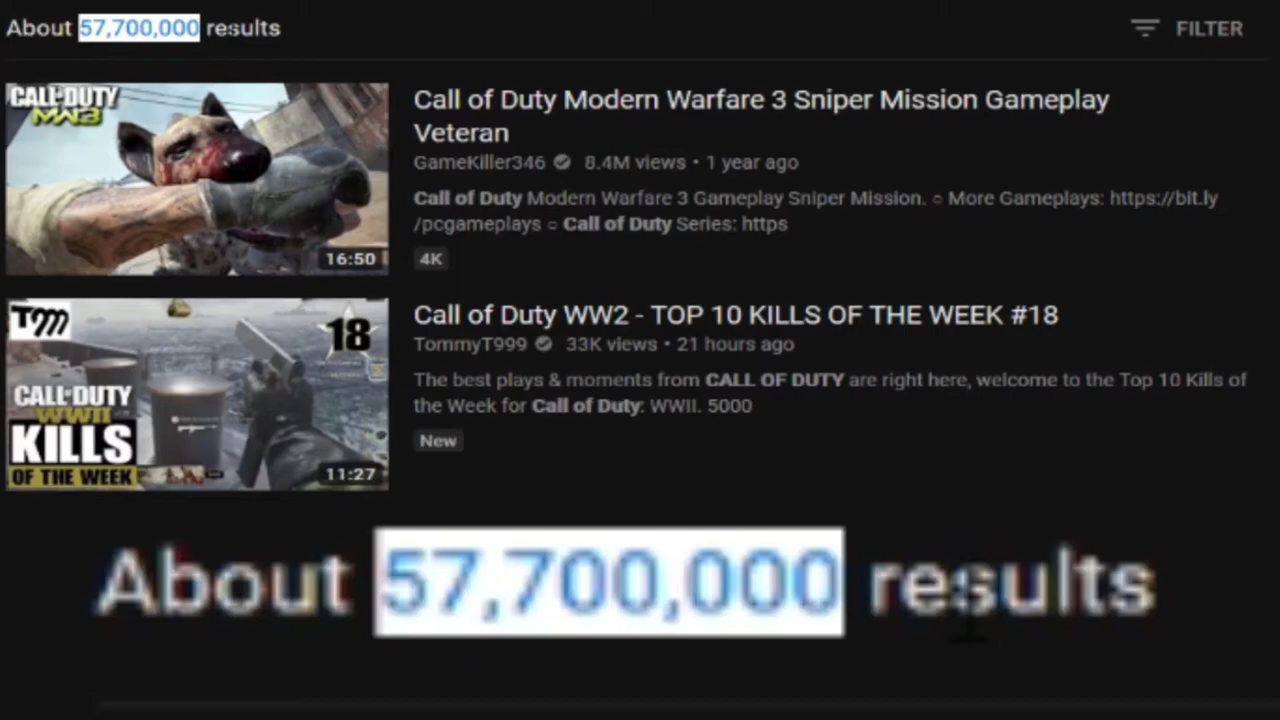 About 57,700,000 results
FILTER
CALL OF DUTY
MW3
16:50
Call of Duty Modern Warfare 3 Sniper Mission Gameplay
Veteran
GameKiller346 8.4M views • 1 year ago
Call of Duty Modern Warfare 3 Gameplay Sniper Mission. ○ More Gameplays: https://bit.ly
/pcgameplays ○ Call of Duty Series: https
4K
T999
18
CALL OF DUTY
WWII
KILLS
OF THE WEEK
11:27
Call of Duty WW2 - TOP 10 KILLS OF THE WEEK #18
TommyT999 33K views • 21 hours ago
The best plays & moments from CALL OF DUTY are right here, welcome to the Top 10 Kills of
the Week for Call of Duty: WWII. 5000
New
About 57,700,000 results